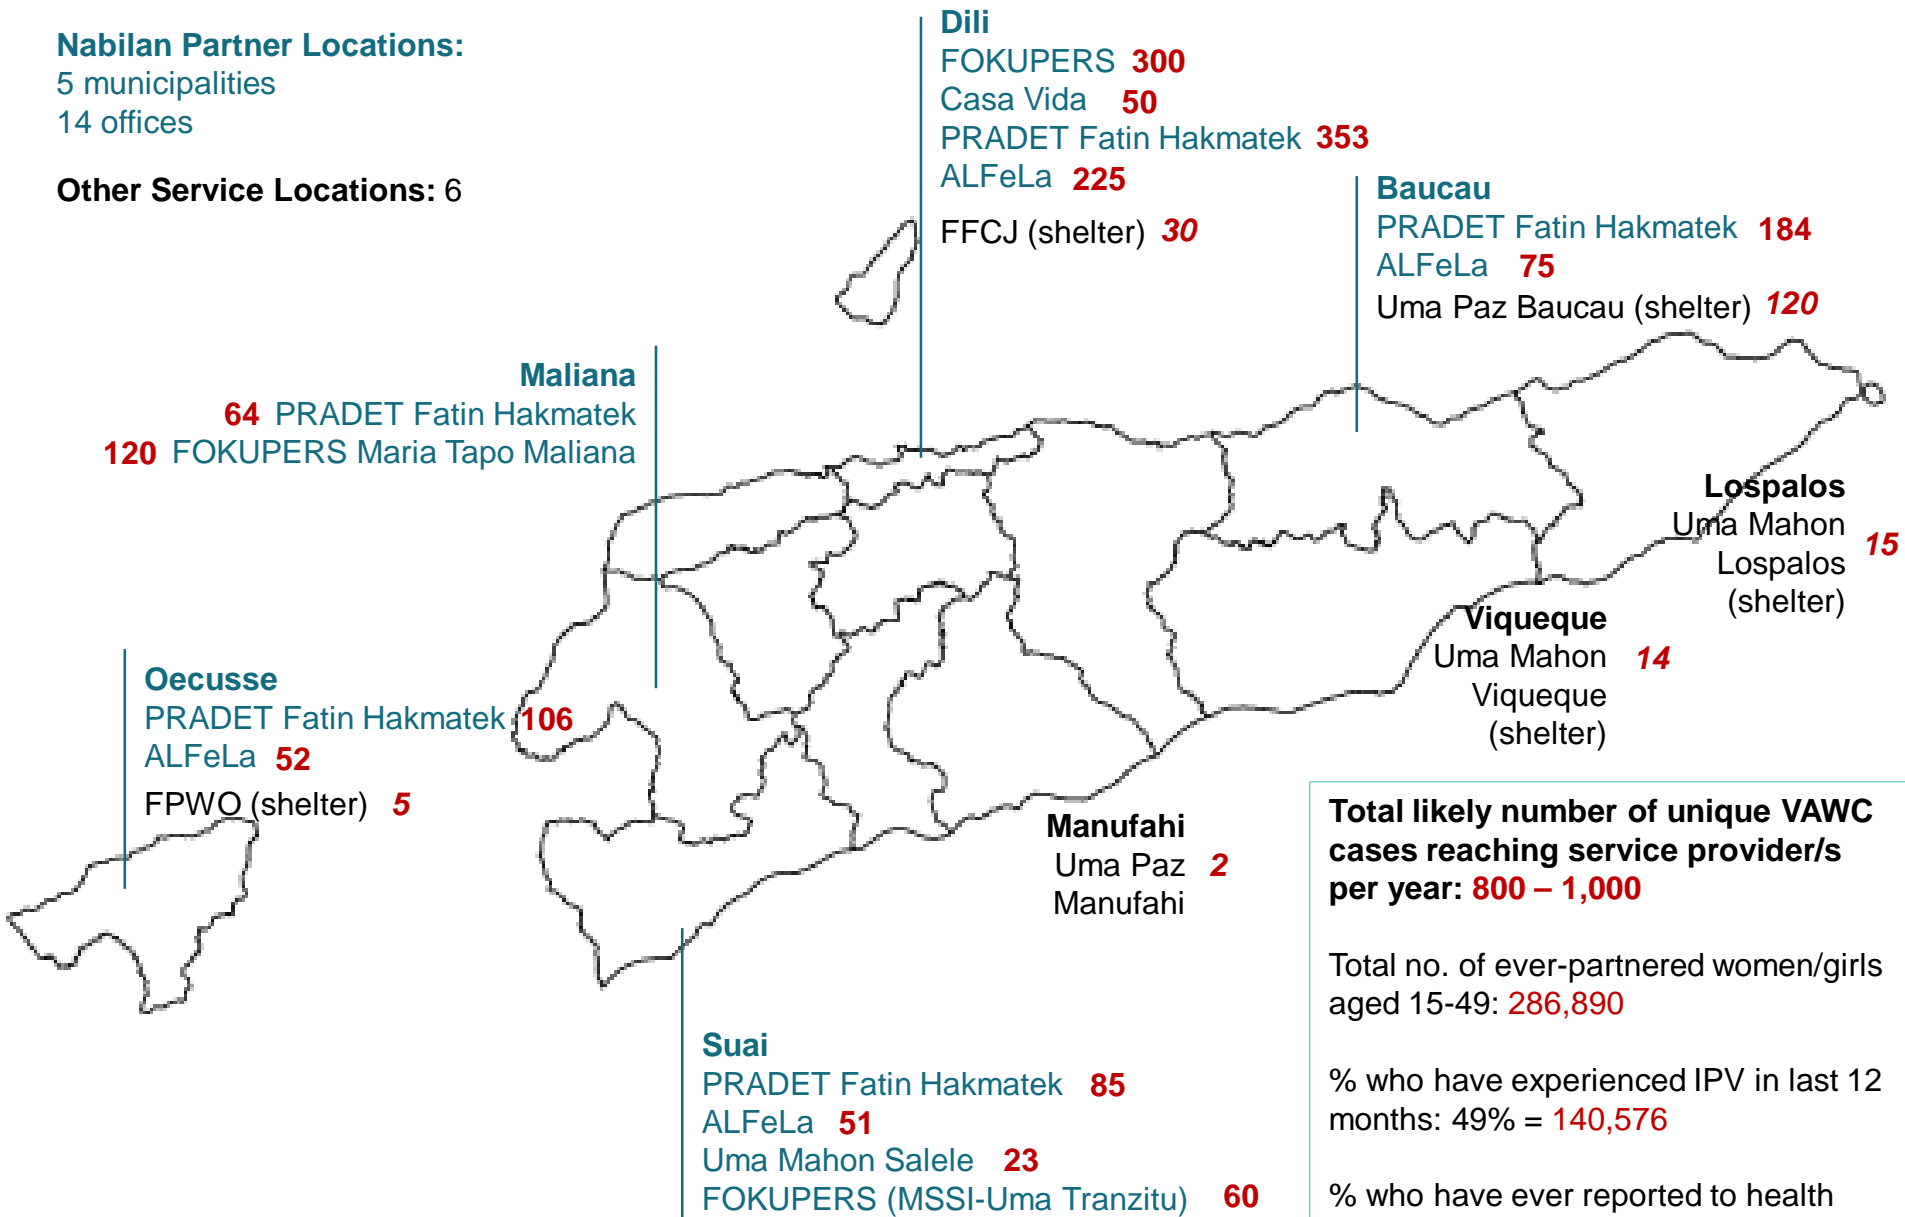 Nabilan Partner Locations:
5 municipalities
14 offices
Other Service Locations: 6
Dili
FOKUPERS 300
Casa Vida 50
PRADET Fatin Hakmatek 353
ALFeLa 225
FFCJ (shelter) 30
Baucau
PRADET Fatin Hakmatek 184
ALFeLa 75
Uma Paz Baucau (shelter) 120
Maliana
64 PRADET Fatin Hakmatek
120 FOKUPERS Maria Tapo Maliana
Lospalos
Uma Mahon
Lospalos 15
(shelter)
Viqueque
Uma Mahon 14
Viqueque
(shelter)
Oecusse
PRADET Fatin Hakmatek 106
ALFeLa 52
FPWO (shelter) 5
Manufahi
Uma Paz 2
Manufahi
Suai
PRADET Fatin Hakmatek 85
ALFeLa 51
Uma Mahon Salele 23
FOKUPERS (MSSI-Uma Tranzitu) 60
Total likely number of unique VAWC
cases reaching service provider/s
per year: 800 – 1,000
Total no. of ever-partnered women/girls
aged 15-49: 286,890
% who have experienced IPV in last 12
months: 49% = 140,576
% who have ever reported to health